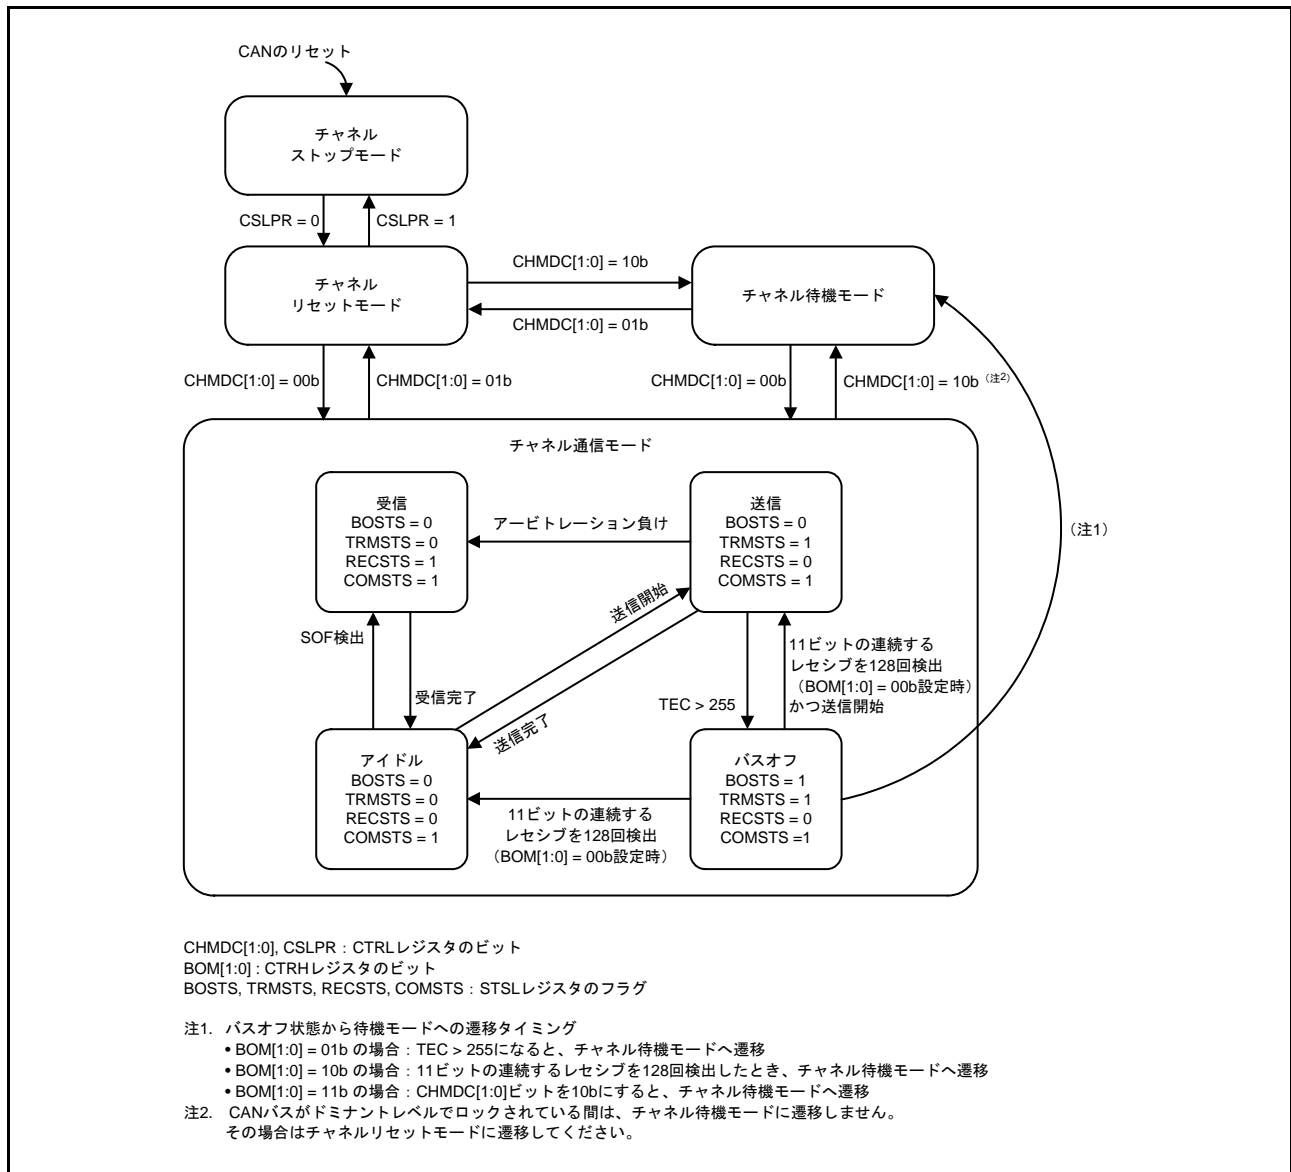 CANのリセット
チャネル
ストップモード
CSLPR = 0
CSLPR = 1
チャネル
リセットモード
CHMDC[1:0] = 10b
CHMDC[1:0] = 01b
チャネル待機モード
CHMDC[1:0] = 00b
CHMDC[1:0] = 01b
CHMDC[1:0] = 00b
CHMDC[1:0] = 10b（注2）
チャネル通信モード
受信
BOSTS = 0
TRMSTS = 0
RECSTS = 1
COMSTS = 1
アービトレーション負け
送信
BOSTS = 0
TRMSTS = 1
RECSTS = 0
COMSTS = 1
（注1）
SOF検出
受信完了
送信開始
送信完了
TEC > 255
11ビットの連続する
レセシブを128回検出
（BOM[1:0] = 00b設定時）
かつ送信開始
アイドル
BOSTS = 0
TRMSTS = 0
RECSTS = 0
COMSTS = 1
11ビットの連続する
レセシブを128回検出
（BOM[1:0] = 00b設定時）
バスオフ
BOSTS = 1
TRMSTS = 1
RECSTS = 0
COMSTS =1
CHMDC[1:0], CSLPR : CTRLレジスタのビット
BOM[1:0] : CTRHレジスタのビット
BOSTS, TRMSTS, RECSTS, COMSTS : STSLレジスタのフラグ
注1. バスオフ状態から待機モードへの遷移タイミング
• BOM[1:0] = 01b の場合 : TEC > 255になると、チャネル待機モードへ遷移
• BOM[1:0] = 10b の場合 : 11ビットの連続するレセシブを128回検出したとき、チャネル待機モードへ遷移
• BOM[1:0] = 11b の場合 : CHMDC[1:0]ビットを10bにすると、チャネル待機モードへ遷移
注2. CANバスがドミナントレベルでロックされている間は、チャネル待機モードに遷移しません。
その場合はチャネルリセットモードに遷移してください。